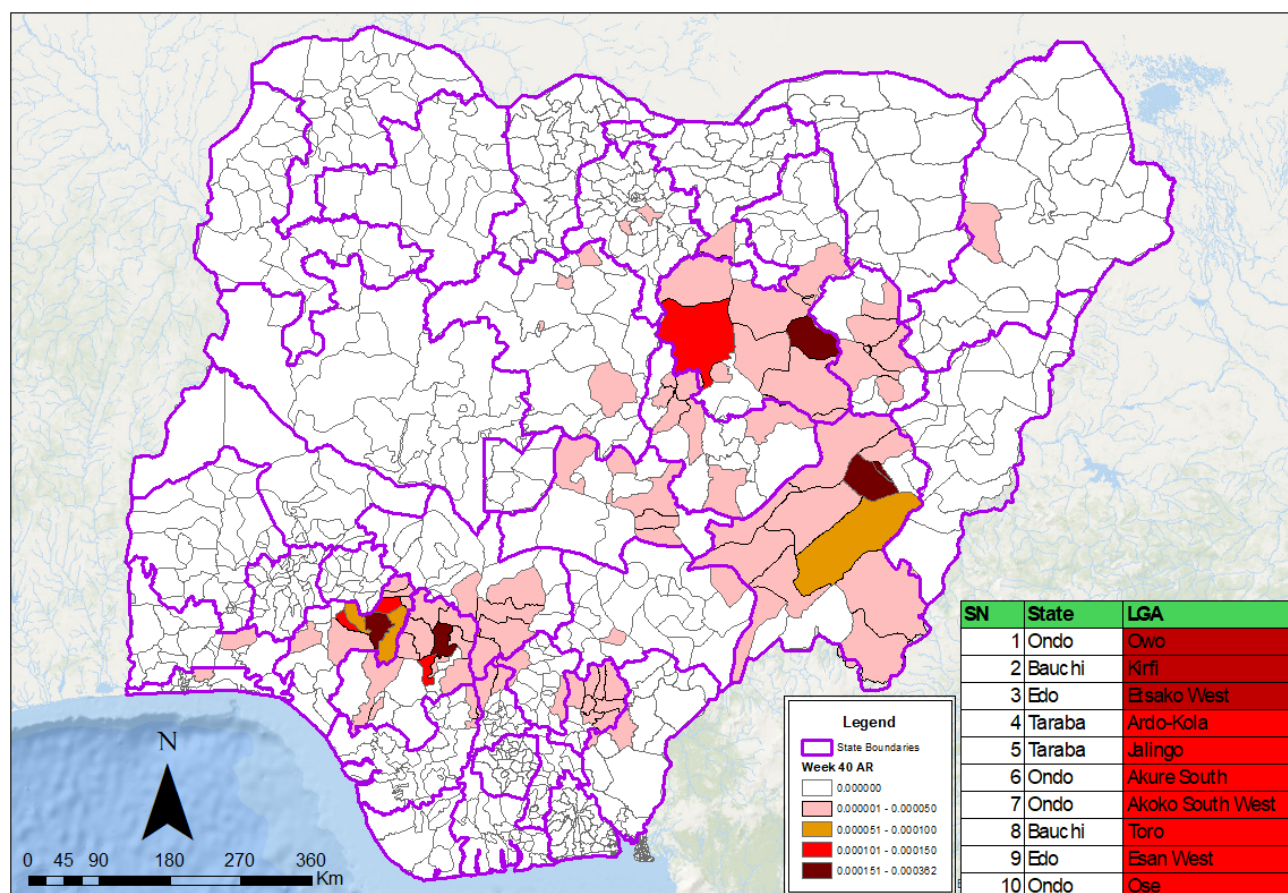 N
0 45 90 180 270 360
Km
Legend
State Boundaries
Week 40 AR
0.000000
0.000001 - 0.000050
0.000051 - 0.000100
0.000101 - 0.000150
0.000151 - 0.000362
SN State LGA
1 Ondo Owo
2 Bauchi Kirfi
3 Edo Etsako West
4 Taraba Ardo-Kola
5 Taraba Jalingo
6 Ondo Akure South
7 Ondo Akoko South West
8 Bauchi Toro
9 Edo Esan West
10 Ondo Ose